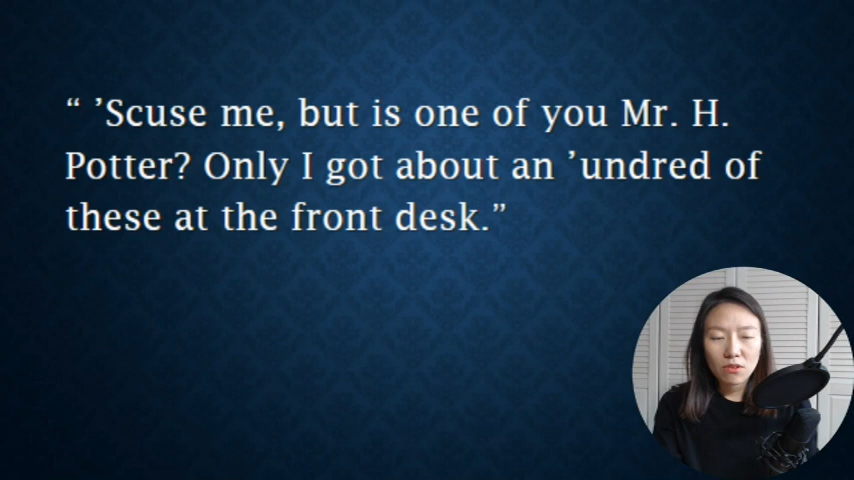 “ ’Scuse me, but is one of you Mr. H.
Potter? Only I got about an ’undred of
these at the front desk.”